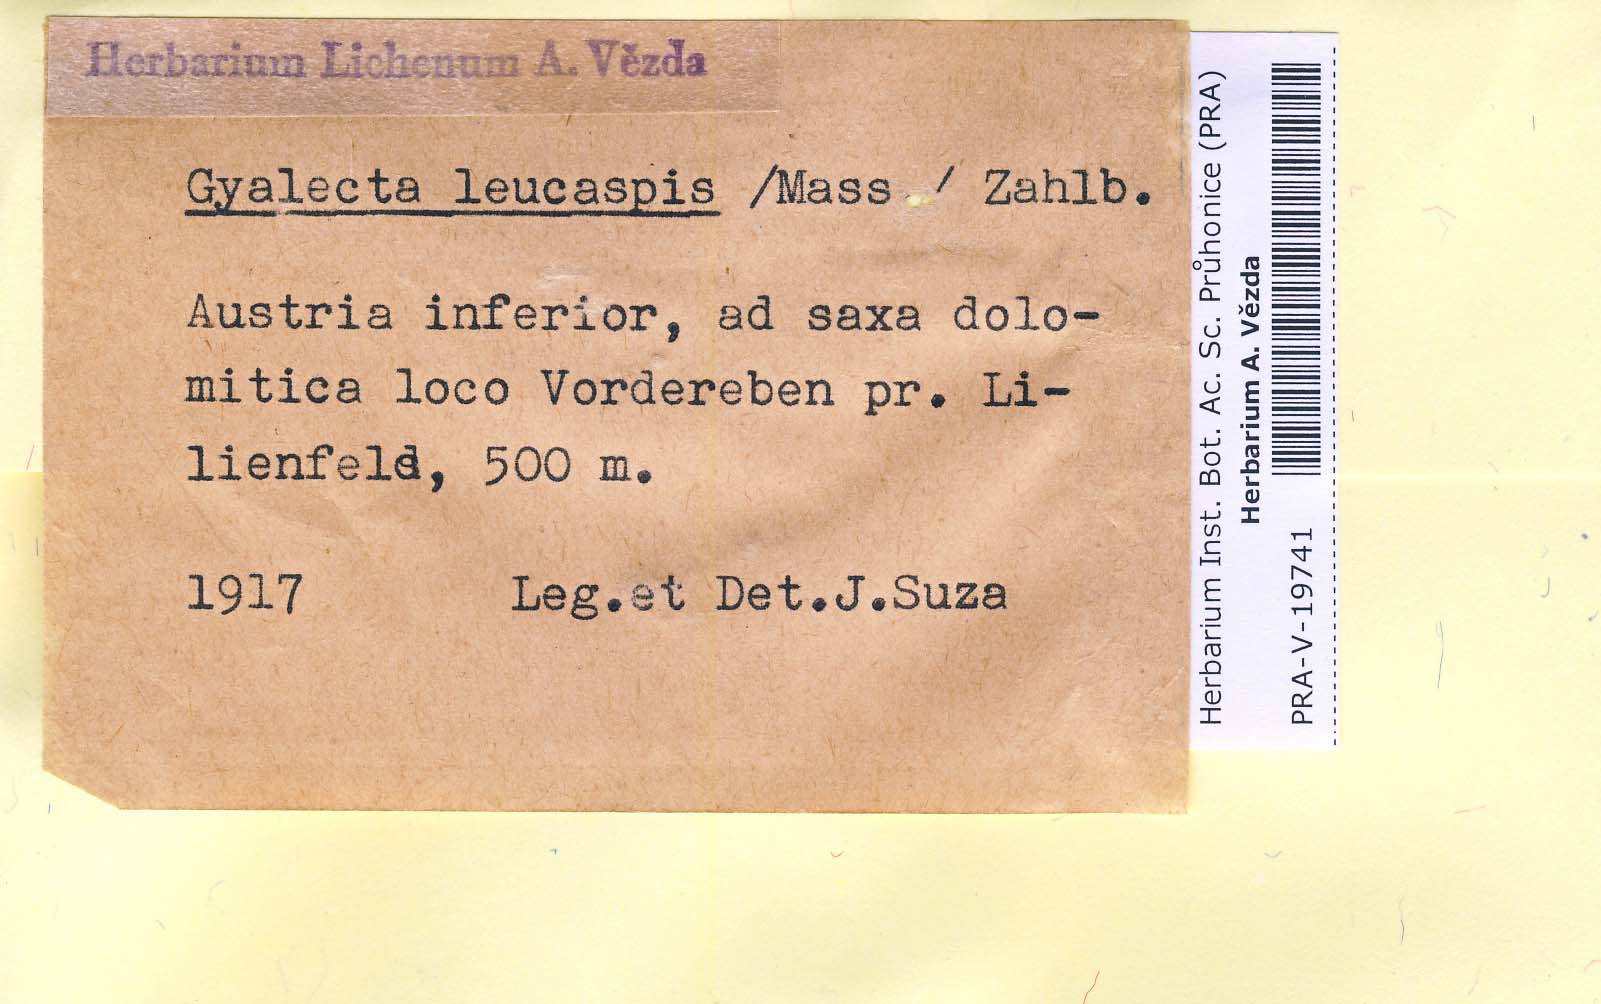 Herbarium Lichenum A. Vězda
Gyalecta leucaspis /Mass./ Zahlb.
Austria inferior, ad saxa dolo-
mitica loco Vordereben pr. Li-
lienfeld, 500 m.
1917 Leg.et Det.J.Suza
Herbarium Inst. Bot. Ac. Sc. Průhonice (PRA)
Herbarium A. Vězda
PRA-V-19741